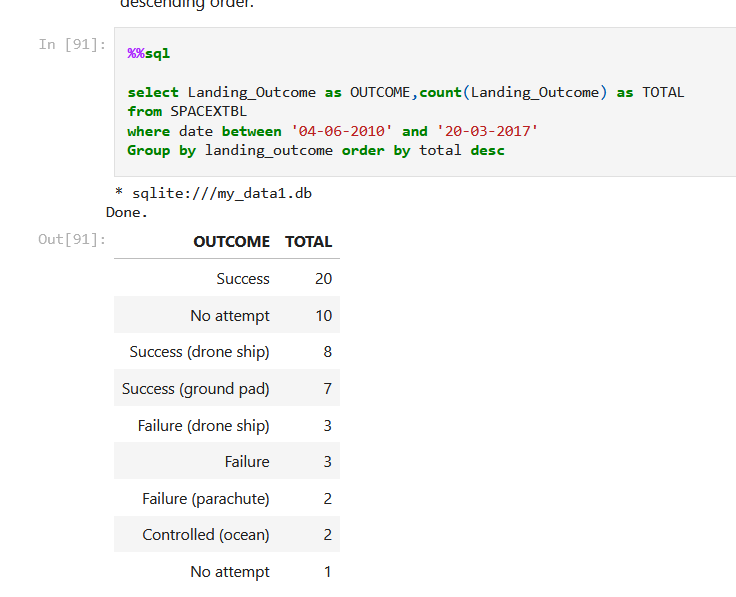 descending order.
In [91]:
%%sql
select Landing_Outcome as OUTCOME,count(Landing_Outcome) as TOTAL
from SPACEXTBL
where date between '04-06-2010' and '20-03-2017'
Group by landing_outcome order by total desc
* sqlite:///my_data1.db
Done.
Out[91]:
OUTCOME TOTAL
Success 20
No attempt 10
Success (drone ship) 8
Success (ground pad) 7
Failure (drone ship) 3
Failure 3
Failure (parachute) 2
Controlled (ocean) 2
No attempt 1